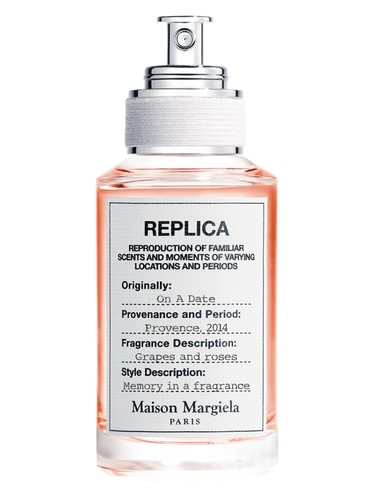 REPLICA
REPRODUCTION OF FAMILIAR
SCENTS AND MOMENTS OF VARYING
LOCATIONS AND PERIODS
Originally:
On A Date
Provenance and Period:
Provence, 2014
Fragrance Description:
Grapes and roses
Style Description:
Memory in a fragrance
Maison Margiela
PARIS